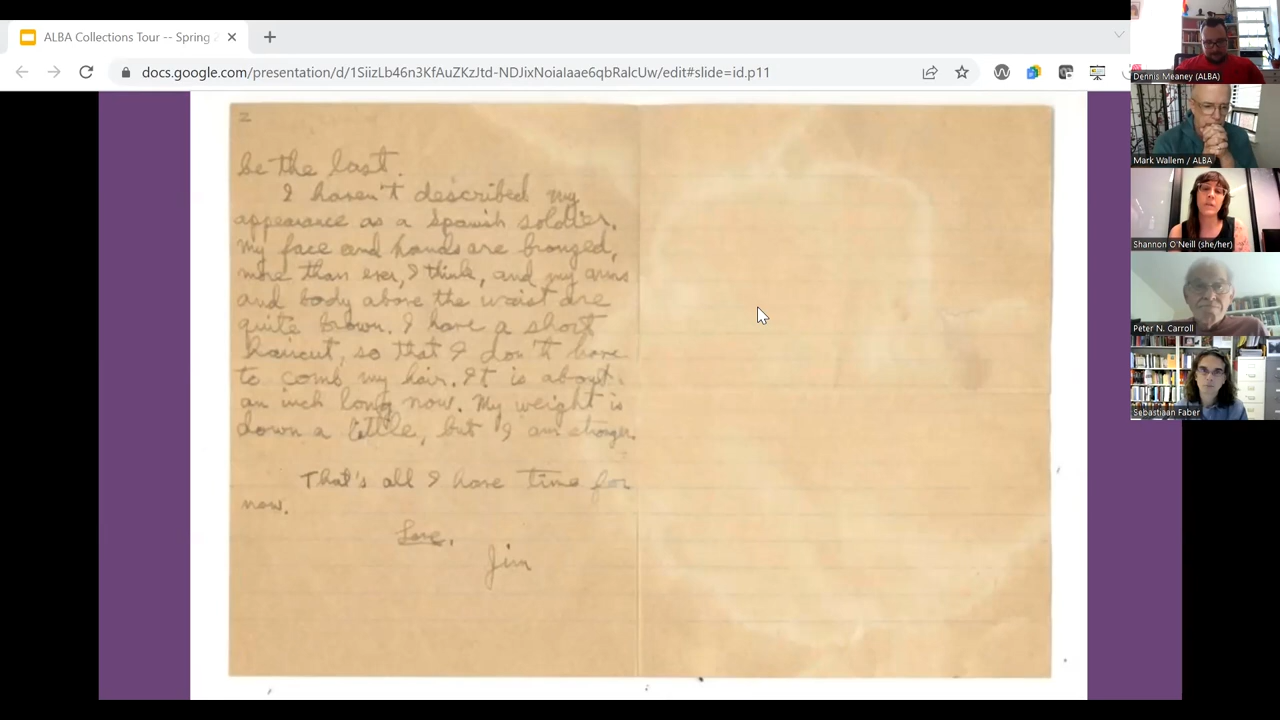 ALBA Collections Tour -- Spring 2
docs.google.com/presentation/d/1SiizLb46n3KfAuZKzJtd-NDJixNoiaIaae6qbRalcUw/edit#slide=id.p11
2
be the last.
I haven't described my
appearance as a Spanish soldier.
My face and hands are bronzed,
more than ever, I think, and my arms
and body above the waist are
quite brown. I have a short
haircut, so that I don't have
to comb my hair. It is about
an inch long now. My weight is
down a little, but I am stronger.
That's all I have time for
now.
Love,
Jim
Dennis Meaney (ALBA)
Mark Wallem / ALBA
Shannon O'Neill (she/her)
Peter N. Carroll
Sebastiaan Faber